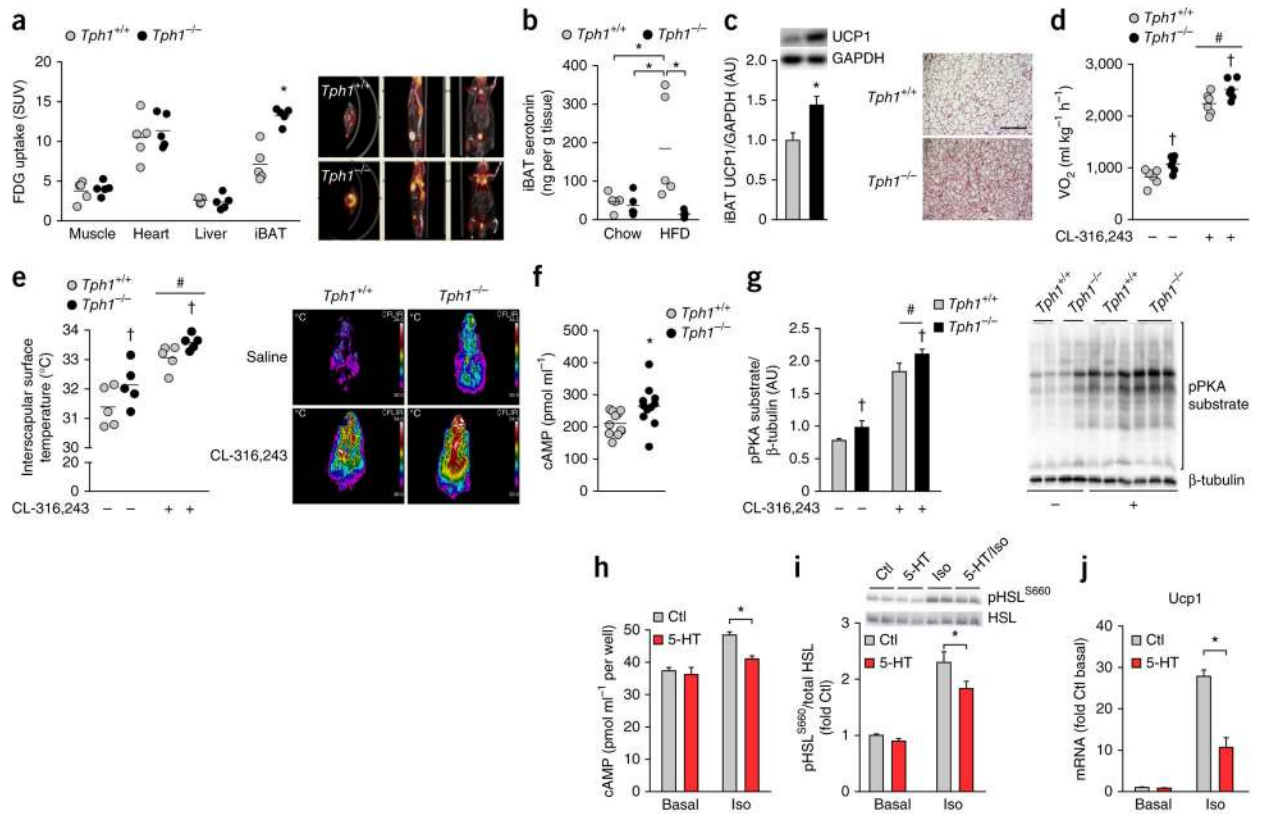 a
Tph1+/+ Tph1−/−
FDG uptake (SUV)
20
15
10
5
0
Muscle Heart Liver iBAT
*
Tph1+/+
Tph1−/−
b
Tph1+/+ Tph1−/−
iBAT serotonin
(ng per g tissue)
400
300
200
100
50
0
* * *
Chow HFD
c
UCP1
GAPDH
iBAT UCP1/GAPDH (AU)
2.0
1.5
1.0
0.5
0
*
Tph1+/+
Tph1−/−
d
Tph1+/+
Tph1−/−
#
† †
VO2 (ml kg−1 h−1)
3,000
2,000
1,000
0
CL-316,243 − − + +
e
Tph1+/+
Tph1−/−
#
† †
Interscapular surface
temperature (°C)
34
33
32
31
30
20
0
CL-316,243 − − + +
Tph1+/+ Tph1−/−
Saline
CL-316,243
°C °C
°C °C
FLIR FLIR
FLIR FLIR
f
Tph1+/+
Tph1−/−
*
cAMP (pmol ml−1)
500
400
300
200
100
0
g
Tph1+/+
Tph1−/−
#
† †
pPKA substrate/
β-tubulin (AU)
2.5
2.0
1.5
1.0
0.5
0
CL-316,243 − − + +
Tph1+/+ Tph1−/− Tph1+/+ Tph1−/−
pPKA
substrate
β-tubulin
− +
h
Ctl
5-HT
*
cAMP (pmol ml−1 per well)
50
40
30
20
10
0
Basal Iso
i
Ctl 5-HT Iso 5-HT/Iso
pHSLS660
HSL
Ctl
5-HT
*
pHSLS660/total HSL
(fold Ctl)
3
2
1
0
Basal Iso
j
Ucp1
Ctl
5-HT
*
mRNA (fold Ctl basal)
40
30
20
10
0
Basal Iso